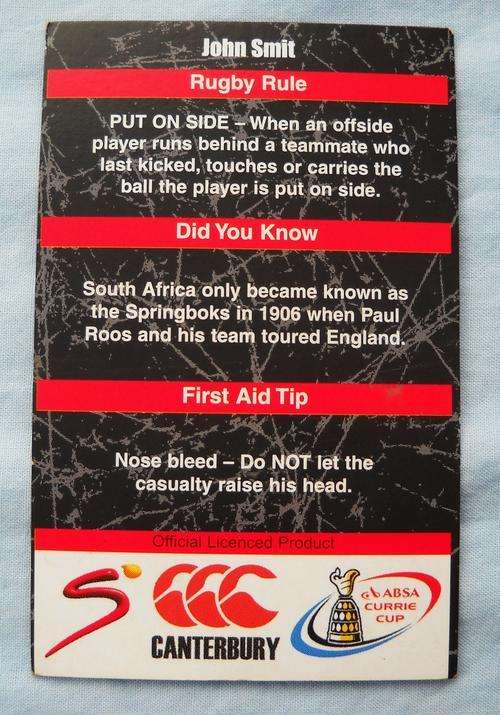 John Smit
Rugby Rule
PUT ON SIDE – When an offside
player runs behind a teammate who
last kicked, touches or carries the
ball the player is put on side.
Did You Know
South Africa only became known as
the Springboks in 1906 when Paul
Roos and his team toured England.
First Aid Tip
Nose bleed – Do NOT let the
casualty raise his head.
Official Licenced Product
S
CANTERBURY
ABSA
CURRIE
CUP